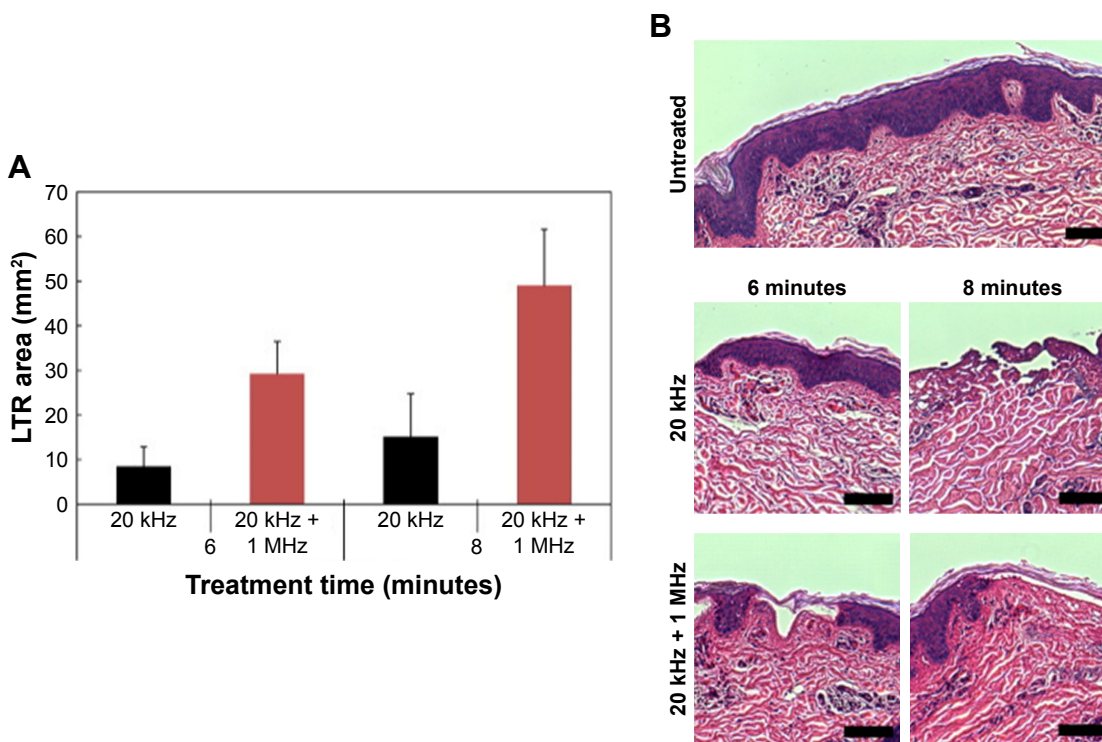 A
70
60
50
40
30
20
10
0
LTR area (mm²)
20 kHz
20 kHz +
1 MHz
20 kHz
20 kHz +
1 MHz
6
8
Treatment time (minutes)
B
Untreated
6 minutes
8 minutes
20 kHz
20 kHz + 1 MHz